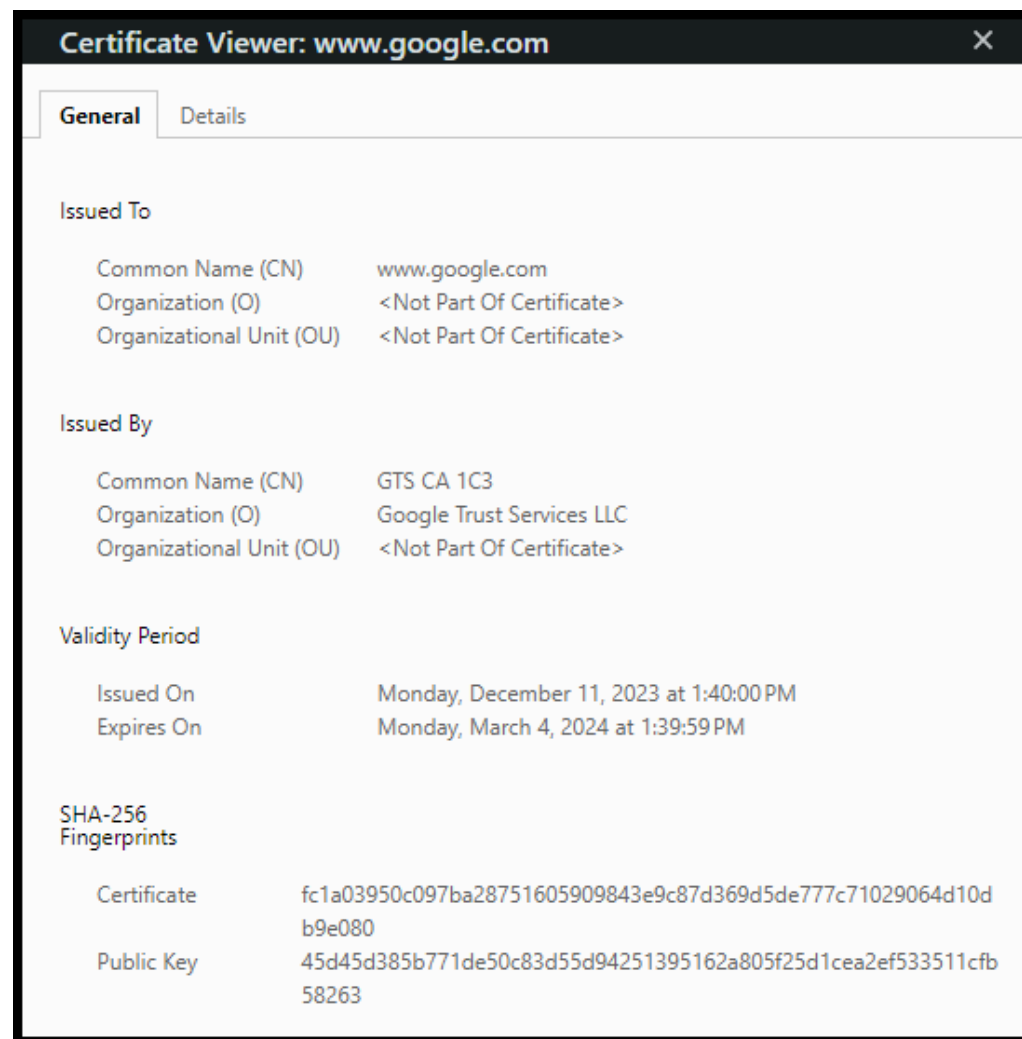 Certificate Viewer: www.google.com
General Details
Issued To
Common Name (CN) www.google.com
Organization (O) <Not Part Of Certificate>
Organizational Unit (OU) <Not Part Of Certificate>
Issued By
Common Name (CN) GTS CA 1C3
Organization (O) Google Trust Services LLC
Organizational Unit (OU) <Not Part Of Certificate>
Validity Period
Issued On Monday, December 11, 2023 at 1:40:00 PM
Expires On Monday, March 4, 2024 at 1:39:59 PM
SHA-256
Fingerprints
Certificate fc1a03950c097ba28751605909843e9c87d369d5de777c71029064d10d
b9e080
Public Key 45d45d385b771de50c83d55d94251395162a805f25d1cea2ef533511cfb
58263